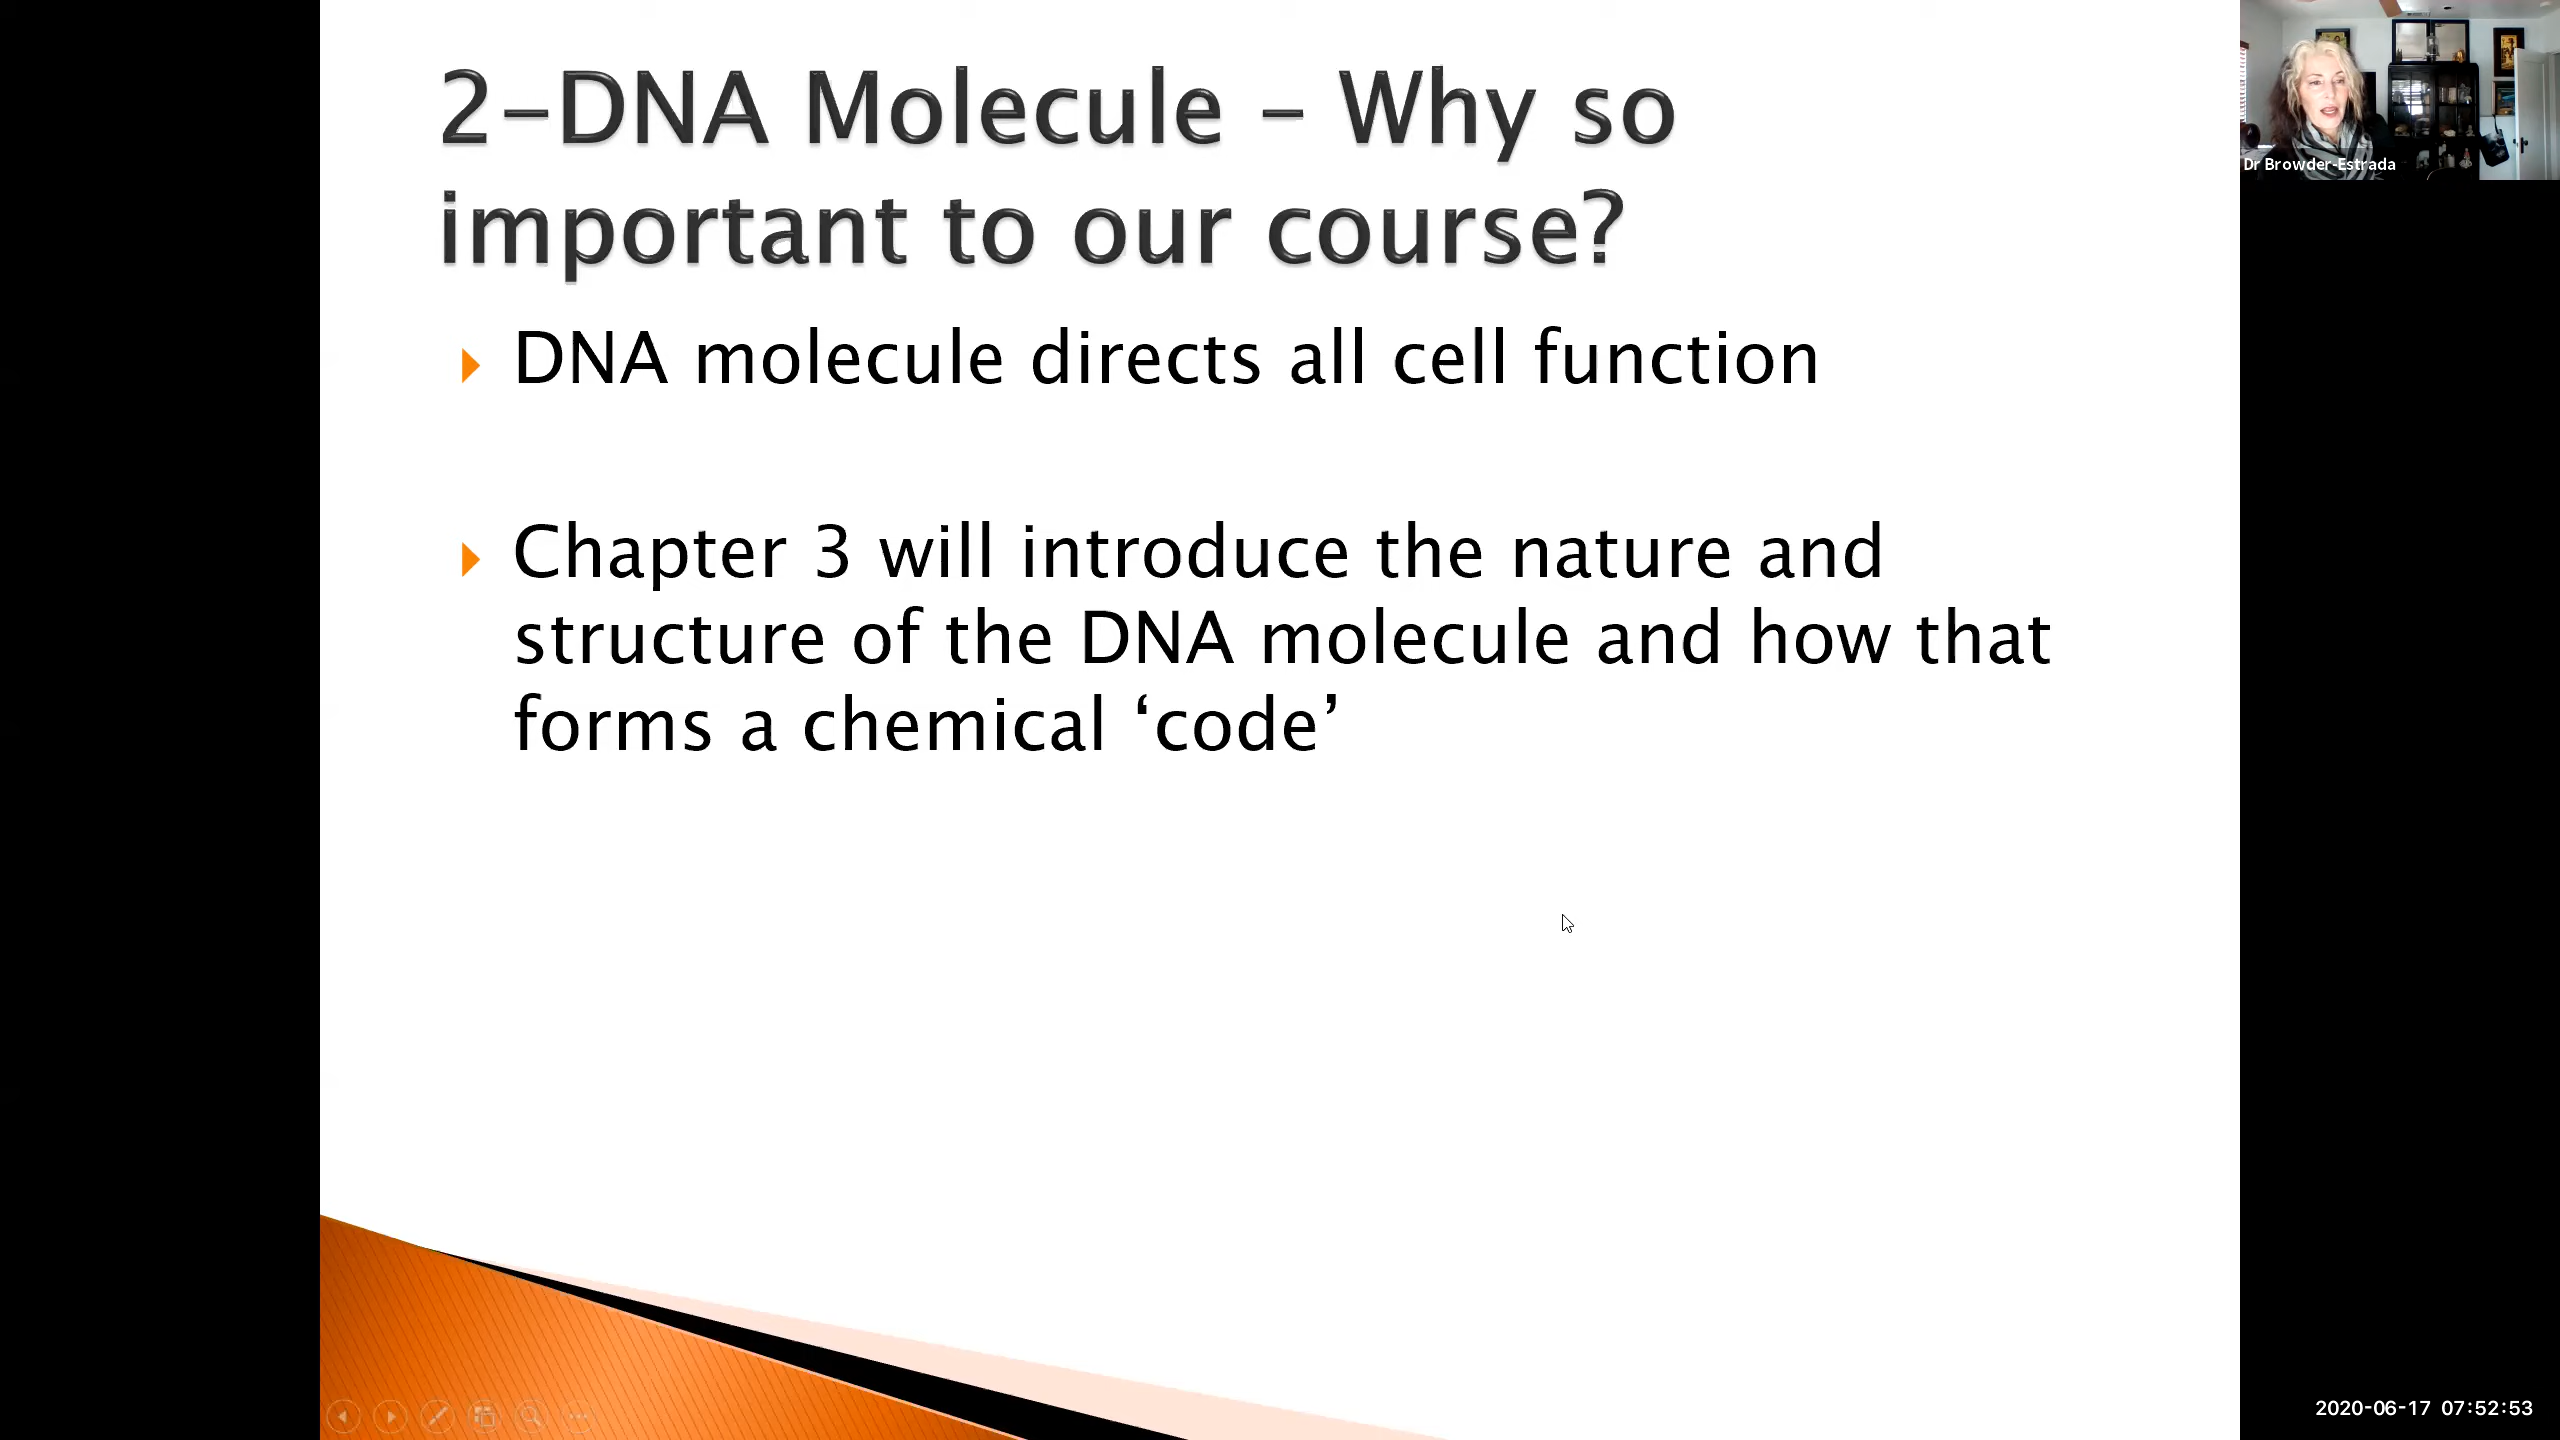 2-DNA Molecule – Why so
important to our course?
DNA molecule directs all cell function
Chapter 3 will introduce the nature and
structure of the DNA molecule and how that
forms a chemical ‘code’
Dr Browder-Estrada
2020-06-17 07:52:53